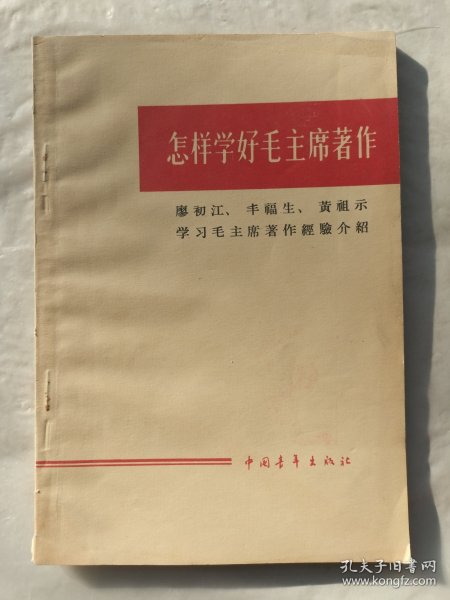 怎样学好毛主席著作
廖初江、丰福生、黄祖示
学习毛主席著作經驗介紹
中国青年出版社
孔夫子旧书网
www.kongfz.com